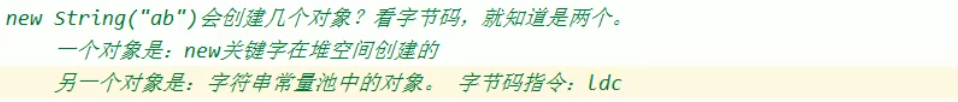 new String("ab")会创建几个对象？看字节码，就知道是两个。
一个对象是：new关键字在堆空间创建的
另一个对象是：字符串常量池中的对象。 字节码指令：ldc